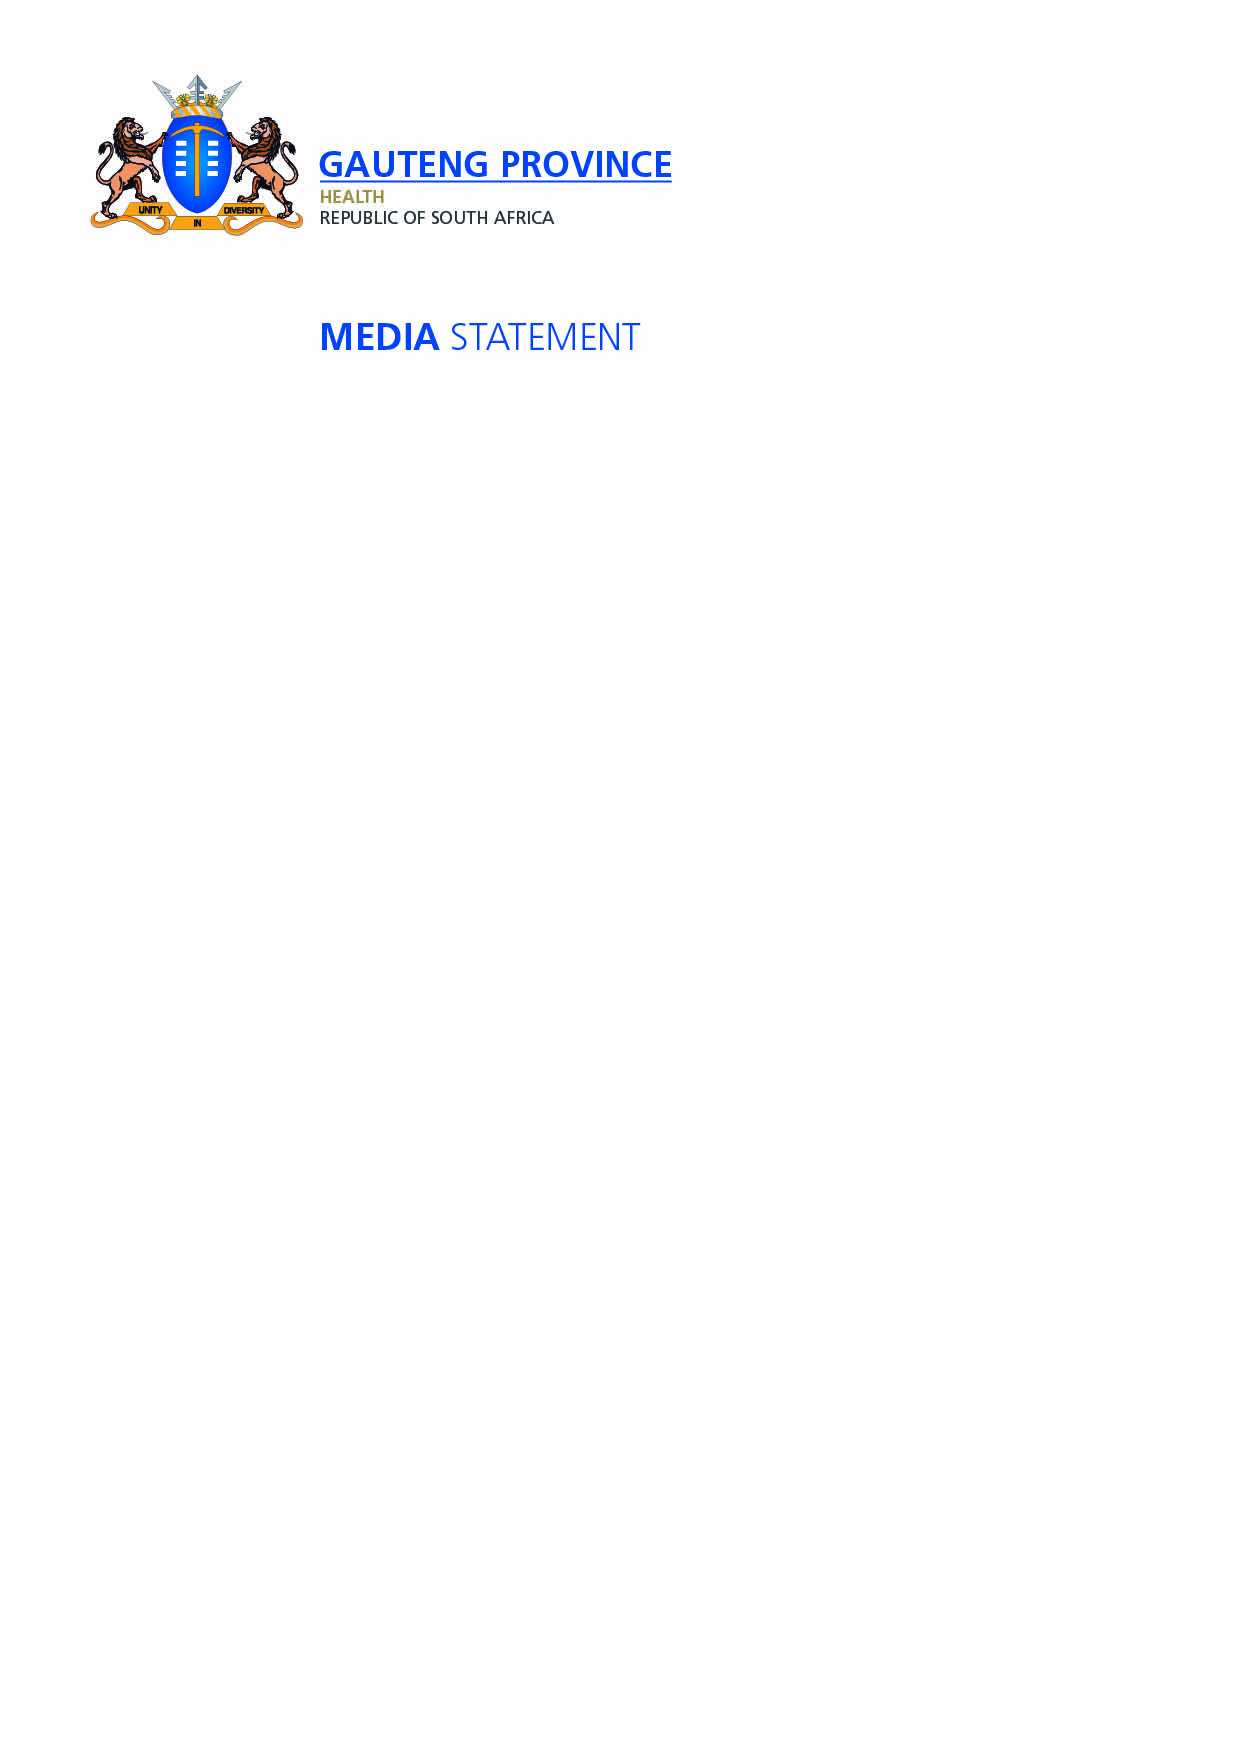 GAUTENG PROVINCE
HEALTH
REPUBLIC OF SOUTH AFRICA
UNITY IN DIVERSITY
MEDIA STATEMENT